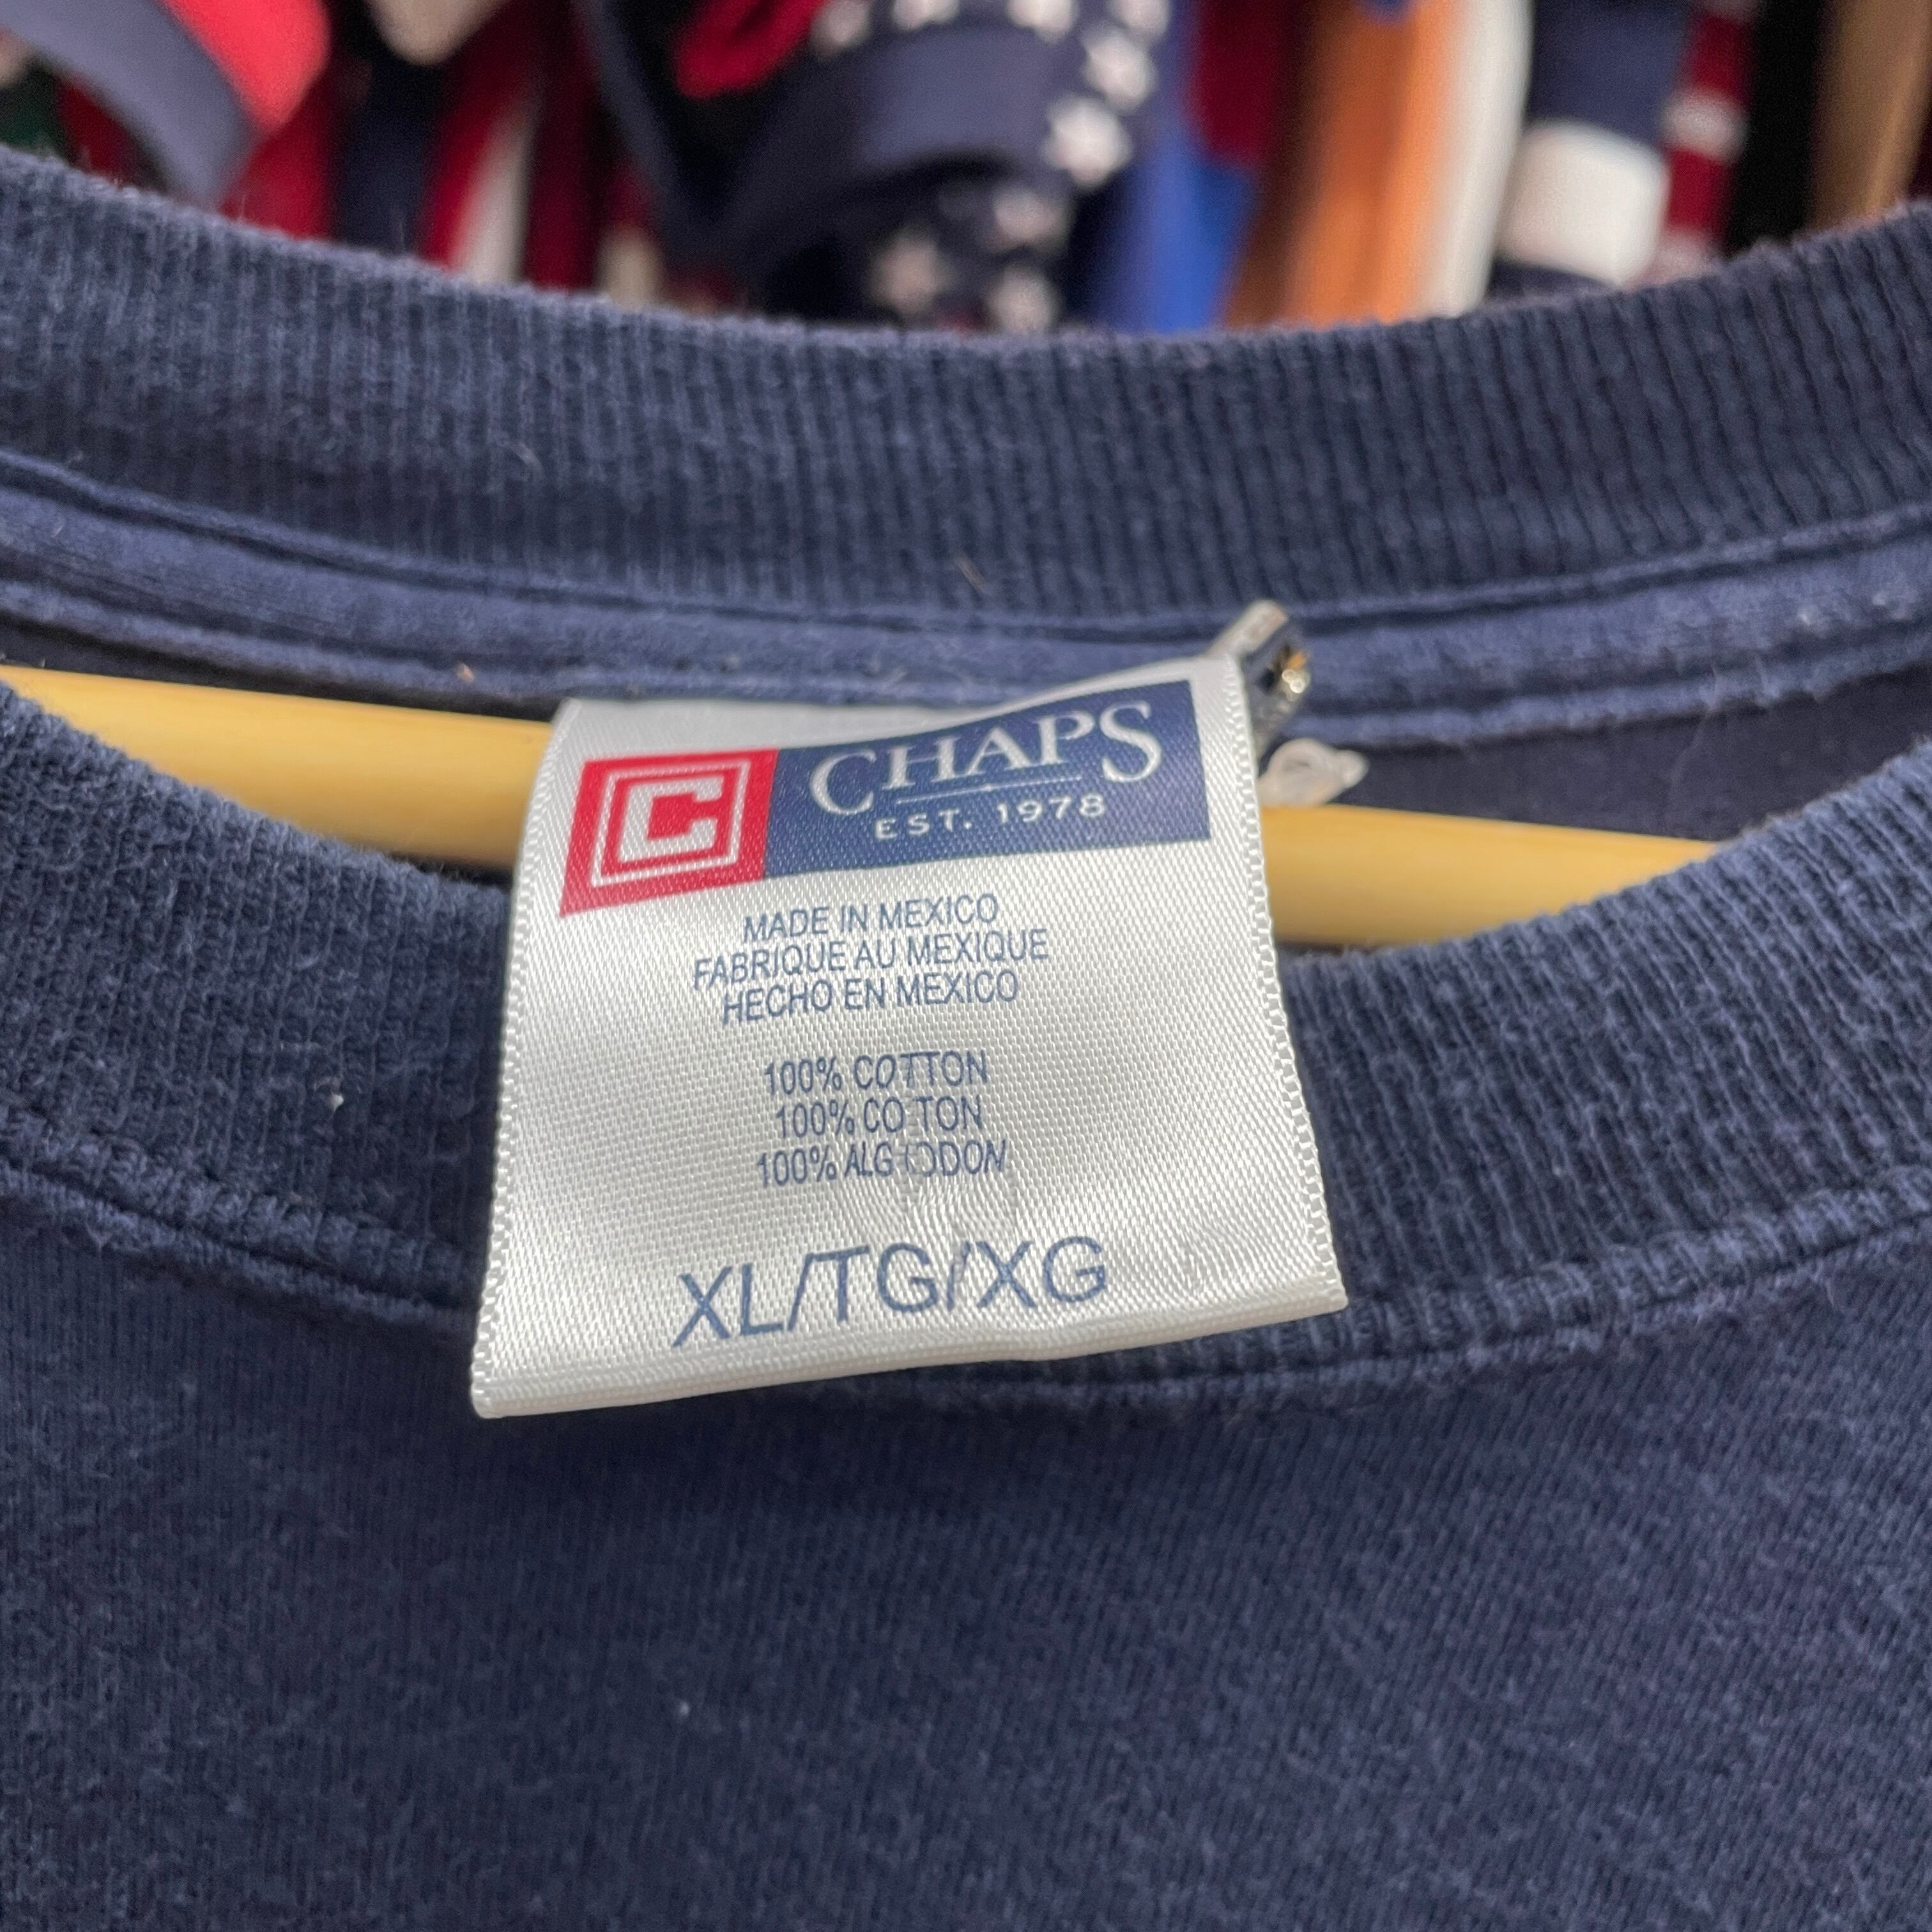 C CHAPS
EST. 1978
MADE IN MEXICO
FABRIQUE AU MEXIQUE
HECHO EN MEXICO
100% COTTON
100% CO TON
100% ALG ODON
XL/TG/XG